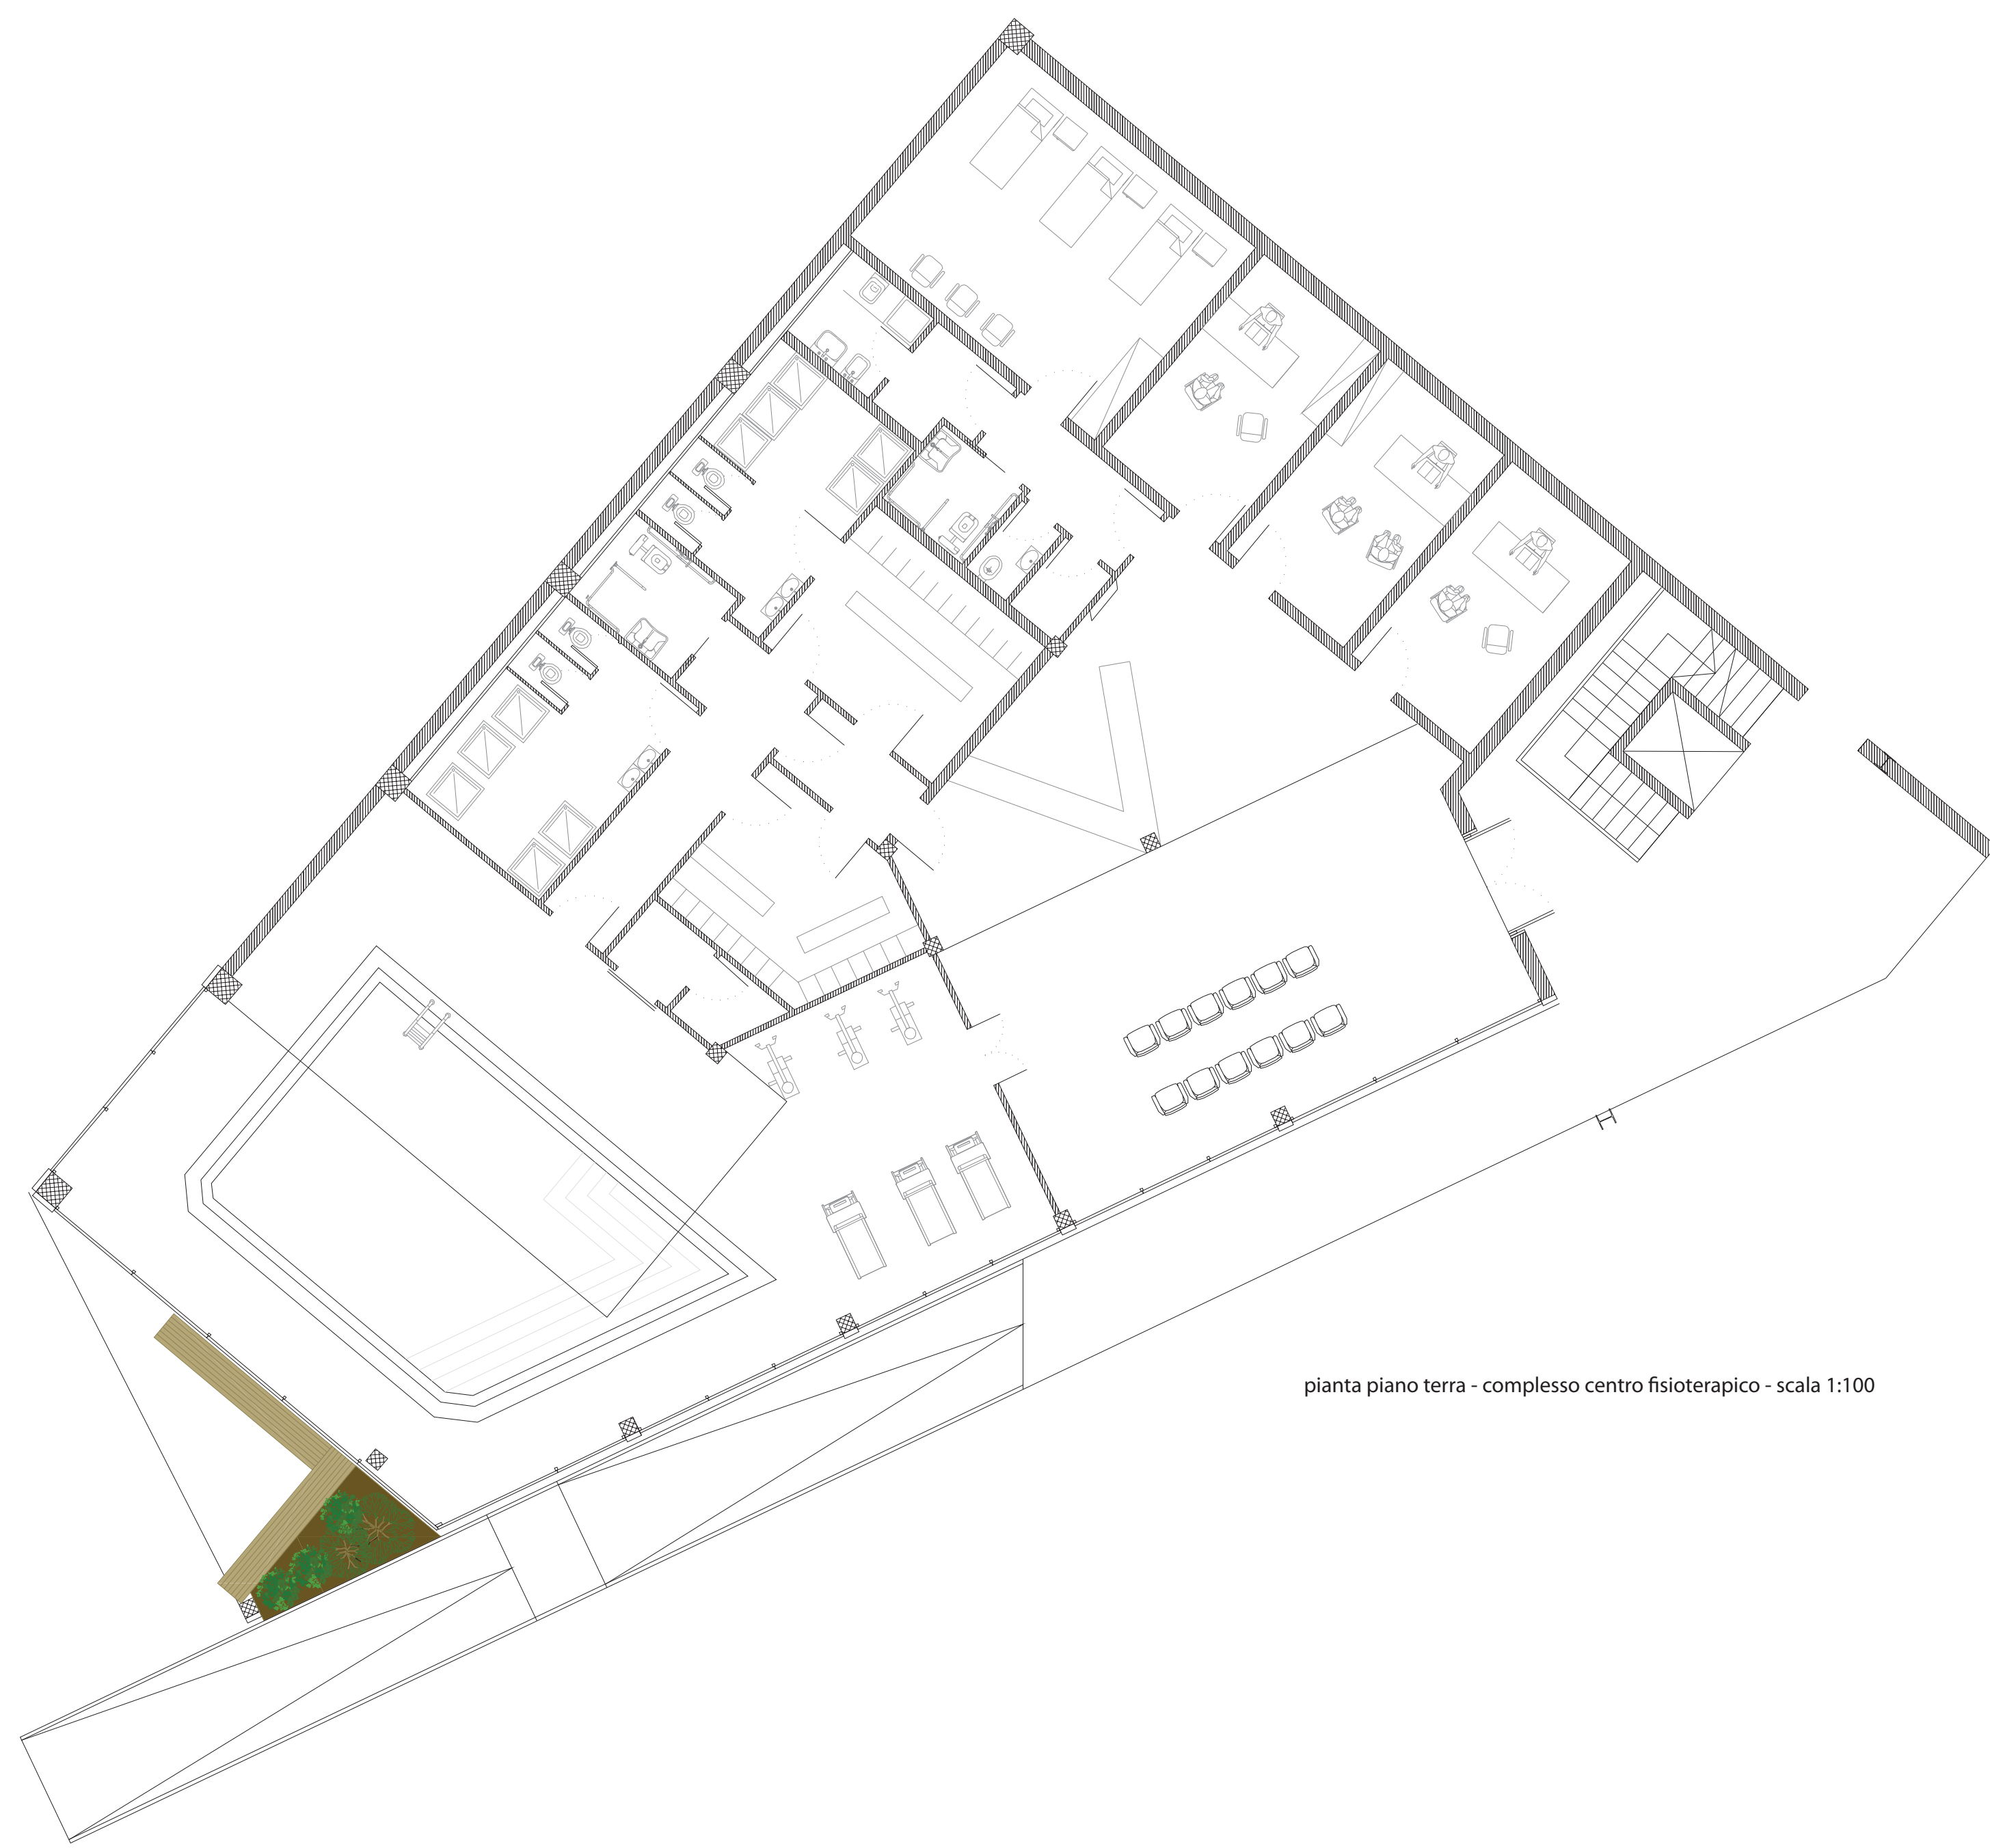 pianta piano terra - complesso centro fisioterapico - scala 1:100